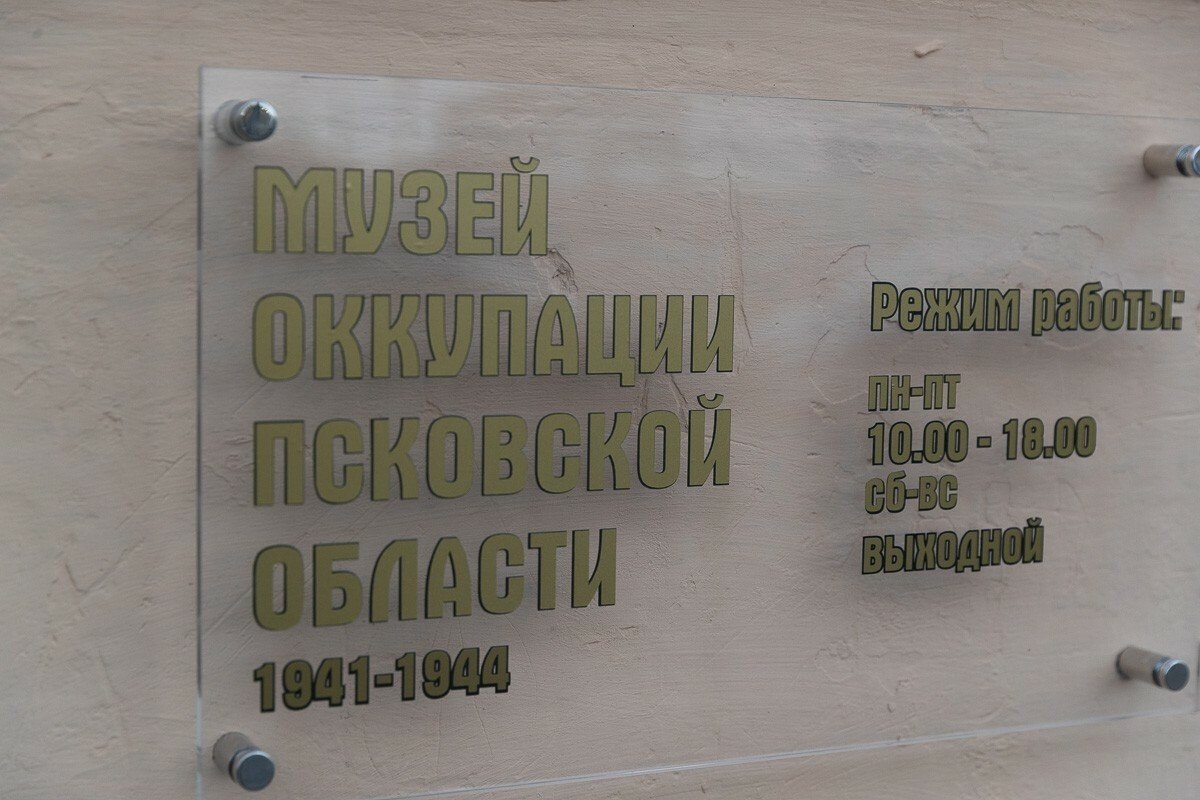 МУЗЕЙ
ОККУПАЦИИ
ПСКОВСКОЙ
ОБЛАСТИ
1941-1944
Режим работы:
пн-пт
10.00 - 18.00
сб-вс
выходной